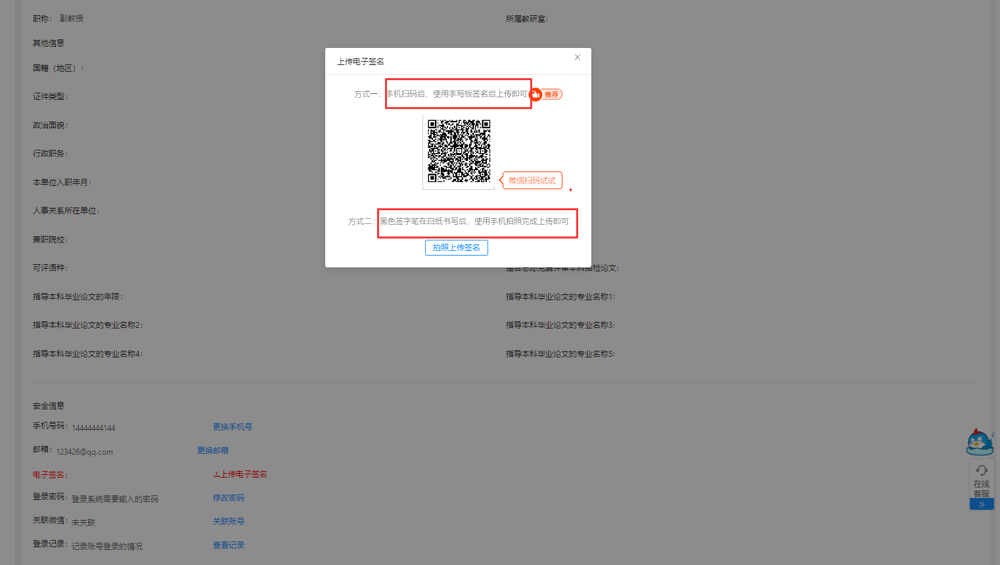 职称： 副教授
所属教研室：
其他信息
国籍（地区）：
证件类型：
政治面貌：
行政职务：
本单位入职年月：
人事关系所在单位：
兼职院校：
可评语种：
指导本科毕业论文的年限：
指导本科毕业论文的专业名称1：
指导本科毕业论文的专业名称2：
指导本科毕业论文的专业名称3：
指导本科毕业论文的专业名称4：
指导本科毕业论文的专业名称5：
上传电子签名
方式一：手机扫码后，使用手写板签名后上传即可 推荐
微信扫码试试
方式二：黑色签字笔在白纸书写后，使用手机拍照完成上传即可
拍照上传签名
安全信息
手机号码： 14444444144 更换手机号
邮箱： 123426@qq.com 更换邮箱
电子签名： 上传电子签名
登录密码： 登录系统需要输入的密码 修改密码
关联微信： 未关联 关联账号
登录记录： 记录账号登录的情况 查看记录
在线
客服